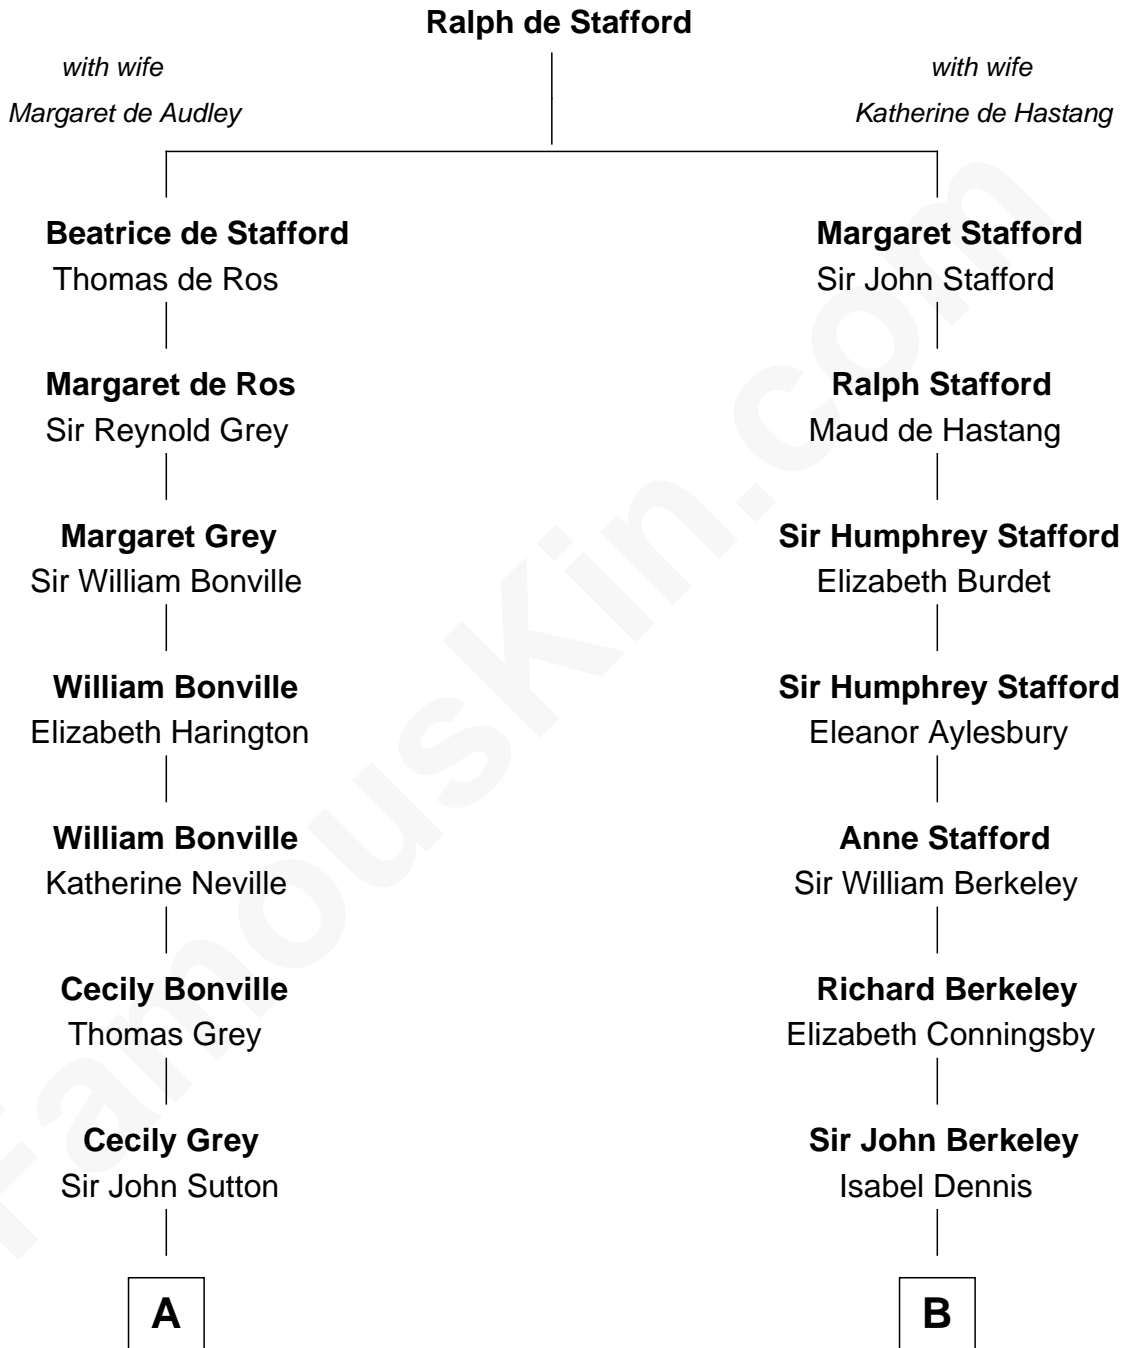 Ralph de Stafford
with wife
Margaret de Audley
with wife
Katherine de Hastang
Beatrice de Stafford
Thomas de Ros
Margaret Stafford
Sir John Stafford
Margaret de Ros
Sir Reynold Grey
Ralph Stafford
Maud de Hastang
Margaret Grey
Sir William Bonville
Sir Humphrey Stafford
Elizabeth Burdet
William Bonville
Elizabeth Harington
Sir Humphrey Stafford
Eleanor Aylesbury
William Bonville
Katherine Neville
Anne Stafford
Sir William Berkeley
Cecily Bonville
Thomas Grey
Richard Berkeley
Elizabeth Conningsby
Cecily Grey
Sir John Sutton
Sir John Berkeley
Isabel Dennis
A
B
FamousKin.com